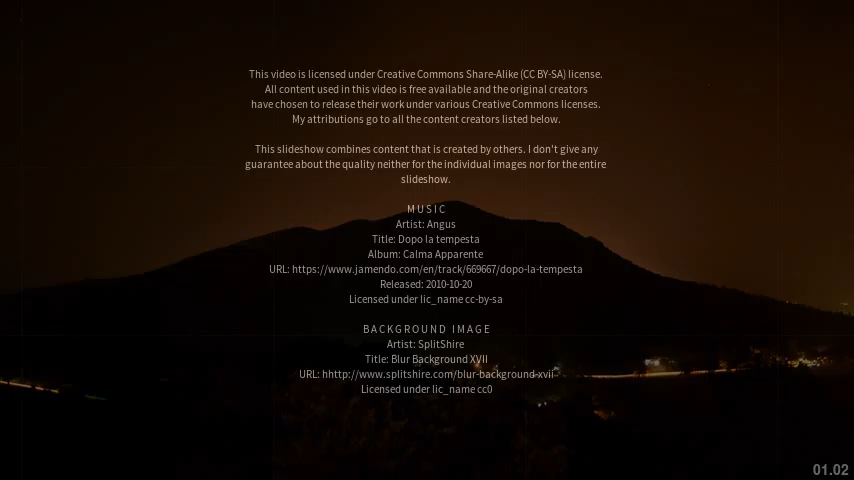 This video is licensed under Creative Commons Share-Alike (CC BY-SA) license.
All content used in this video is free available and the original creators
have chosen to release their work under various Creative Commons licenses.
My attributions go to all the content creators listed below.
This slideshow combines content that is created by others. I don't give any
guarantee about the quality neither for the individual images nor for the entire
slideshow.
MUSIC
Artist: Angus
Title: Dopo la tempesta
Album: Calma Apparente
URL: https://www.jamendo.com/en/track/669667/dopo-la-tempesta
Released: 2010-10-20
Licensed under lic_name cc-by-sa
BACKGROUND IMAGE
Artist: SplitShire
Title: Blur Background XVII
URL: hhttp://www.splitshire.com/blur-background-xvii
Licensed under lic_name cc0
01.02